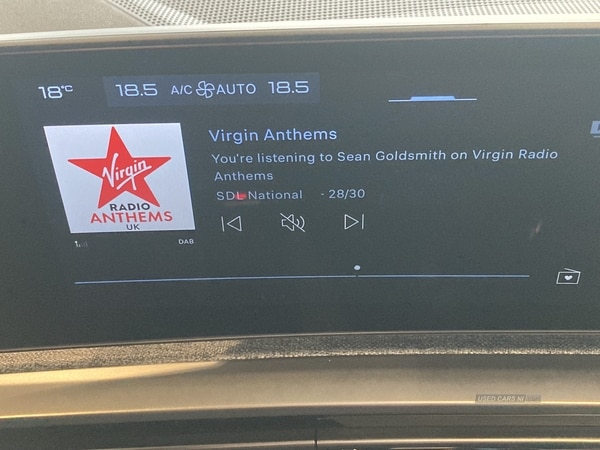 18°C 18.5 A/C AUTO 18.5
Virgin
RADIO
ANTHEMS
UK
DAB
Virgin Anthems
You're listening to Sean Goldsmith on Virgin Radio
Anthems
SDL National - 28/30
USED CARS NI